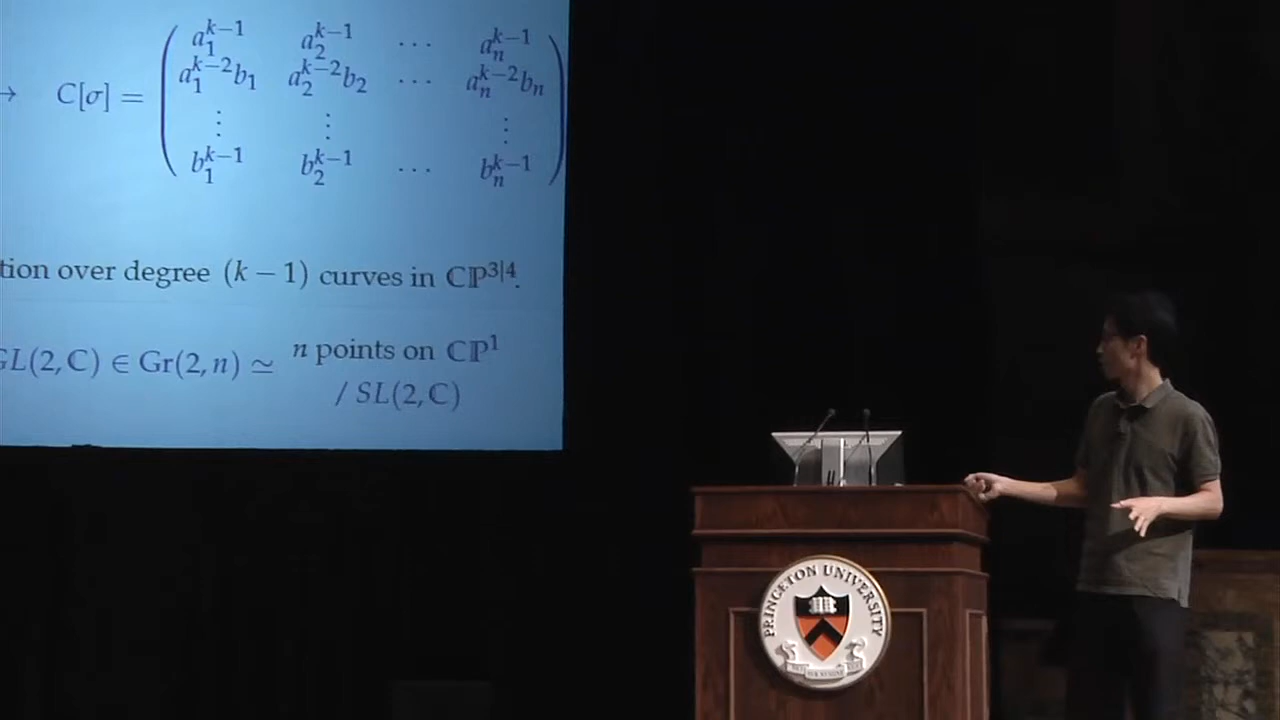 → C[σ] =
a_1^{k−1} a_2^{k−1} ⋯ a_n^{k−1}
a_1^{k−2}b_1 a_2^{k−2}b_2 ⋯ a_n^{k−2}b_n
⋮ ⋮ ⋮
b_1^{k−1} b_2^{k−1} ⋯ b_n^{k−1}
tion over degree (k − 1) curves in ℂℙ^{3|4}.
GL(2,C) ∈ Gr(2,n) ≃ n points on ℂℙ^1
/ SL(2,C)
PRINCETON UNIVERSITY